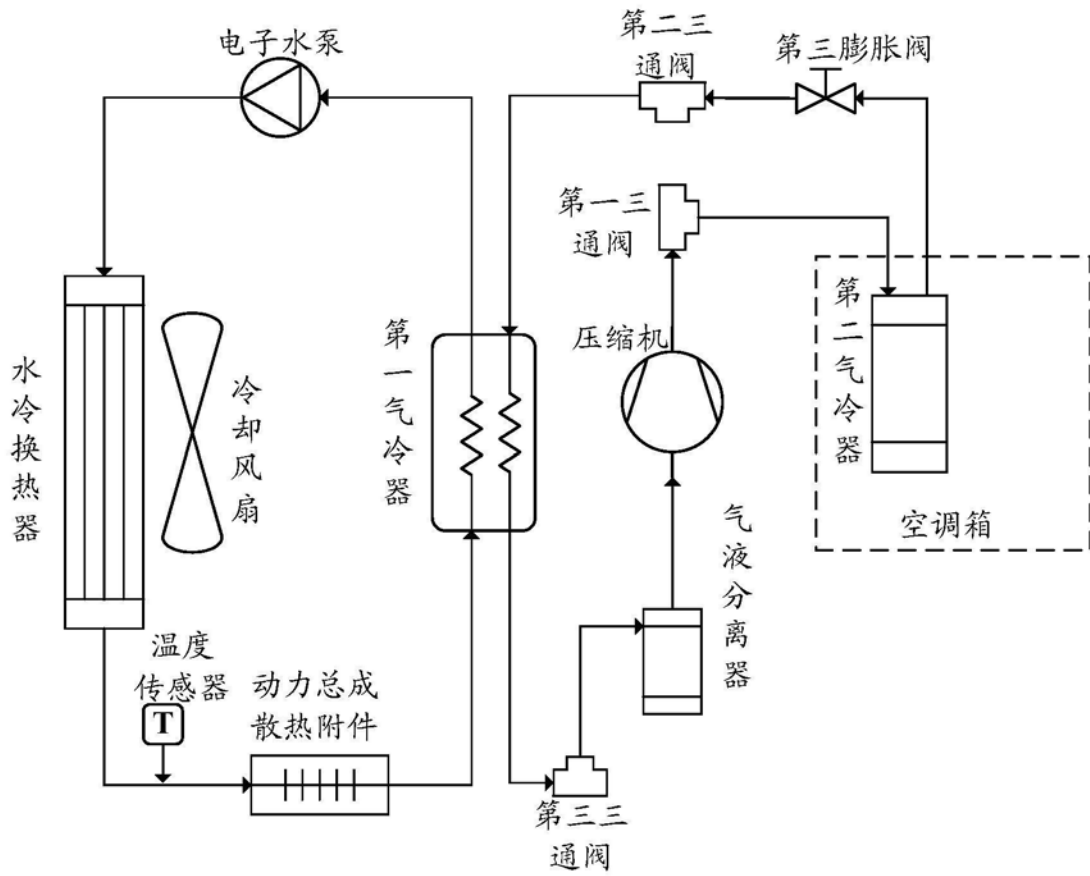 电子水泵
第二三
通阀
第三膨胀阀
第一三
通阀
压缩机
第二气冷器
空调箱
水冷换热器
冷却风扇
第一气冷器
气液分离器
温度
传感器
T
动力总成
散热附件
第三三
通阀